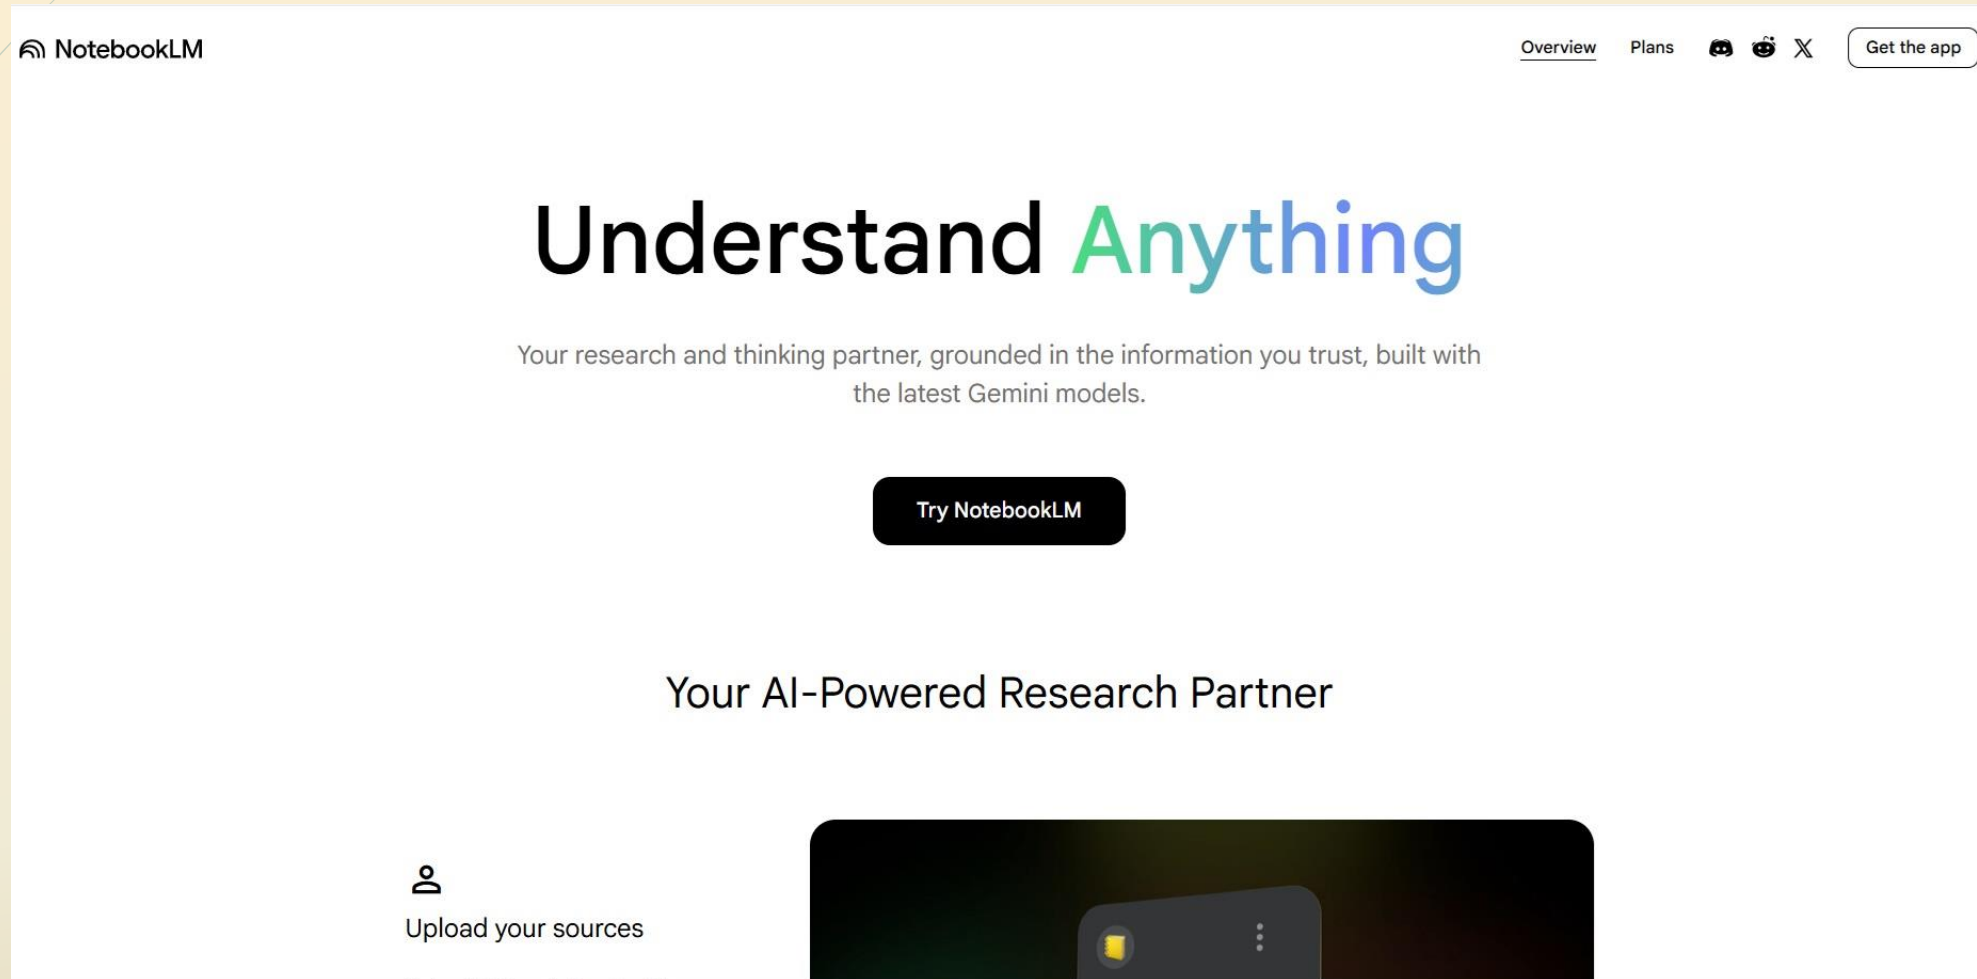 NotebookLM
Overview
Plans
Get the app
Understand Anything
Your research and thinking partner, grounded in the information you trust, built with
the latest Gemini models.
Try NotebookLM
Your AI-Powered Research Partner
Upload your sources